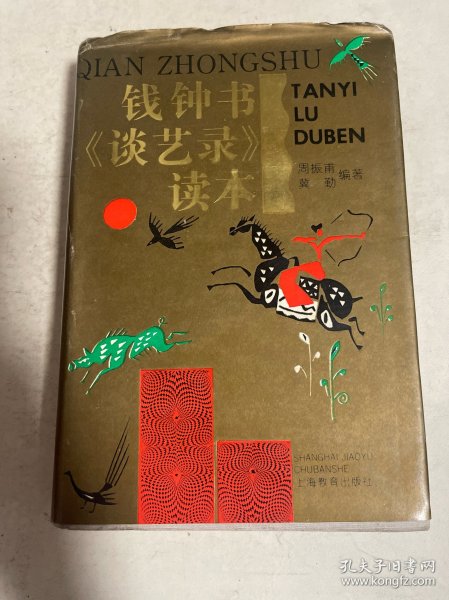 QIAN ZHONGSHU
钱钟书
《谈艺录》
读本
TANYI
LU
DUBEN
周振甫
冀勤
编著
SHANGHAI JIAOYU
CHUBANSHE
上海教育出版社
孔夫子旧书网
www.kongfz.com